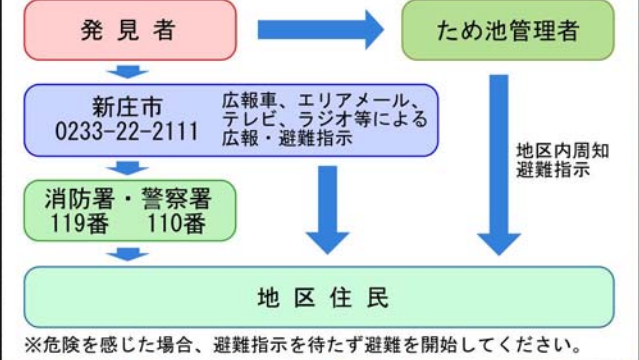 発見者
ため池管理者
新庄市
0233-22-2111
広報車、エリアメール、
テレビ、ラジオ等による
広報・避難指示
地区内周知
避難指示
消防署・警察署
119番　110番
地区住民
※危険を感じた場合、避難指示を待たず避難を開始してください。